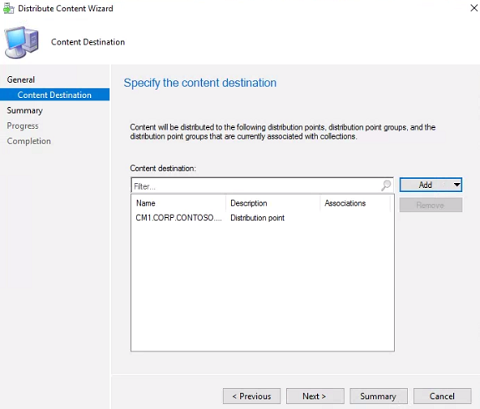 Distribute Content Wizard
Content Destination
General
Content Destination
Summary
Progress
Completion
Specify the content destination
Content will be distributed to the following distribution points, distribution point groups, and the
distribution point groups that are currently associated with collections.
Content destination:
Filter...
Add
Remove
Name Description Associations
CM1.CORP.CONTOSO.... Distribution point
< Previous Next > Summary Cancel